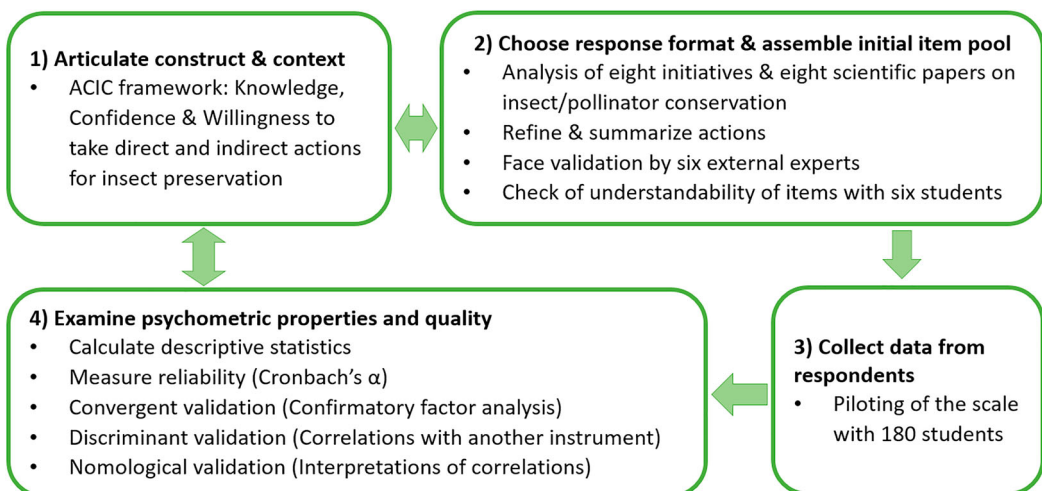 1) Articulate construct & context
• ACIC framework: Knowledge,
Confidence & Willingness to
take direct and indirect actions
for insect preservation
2) Choose response format & assemble initial item pool
• Analysis of eight initiatives & eight scientific papers on
insect/pollinator conservation
• Refine & summarize actions
• Face validation by six external experts
• Check of understandability of items with six students
3) Collect data from
respondents
• Piloting of the scale
with 180 students
4) Examine psychometric properties and quality
• Calculate descriptive statistics
• Measure reliability (Cronbach’s α)
• Convergent validation (Confirmatory factor analysis)
• Discriminant validation (Correlations with another instrument)
• Nomological validation (Interpretations of correlations)